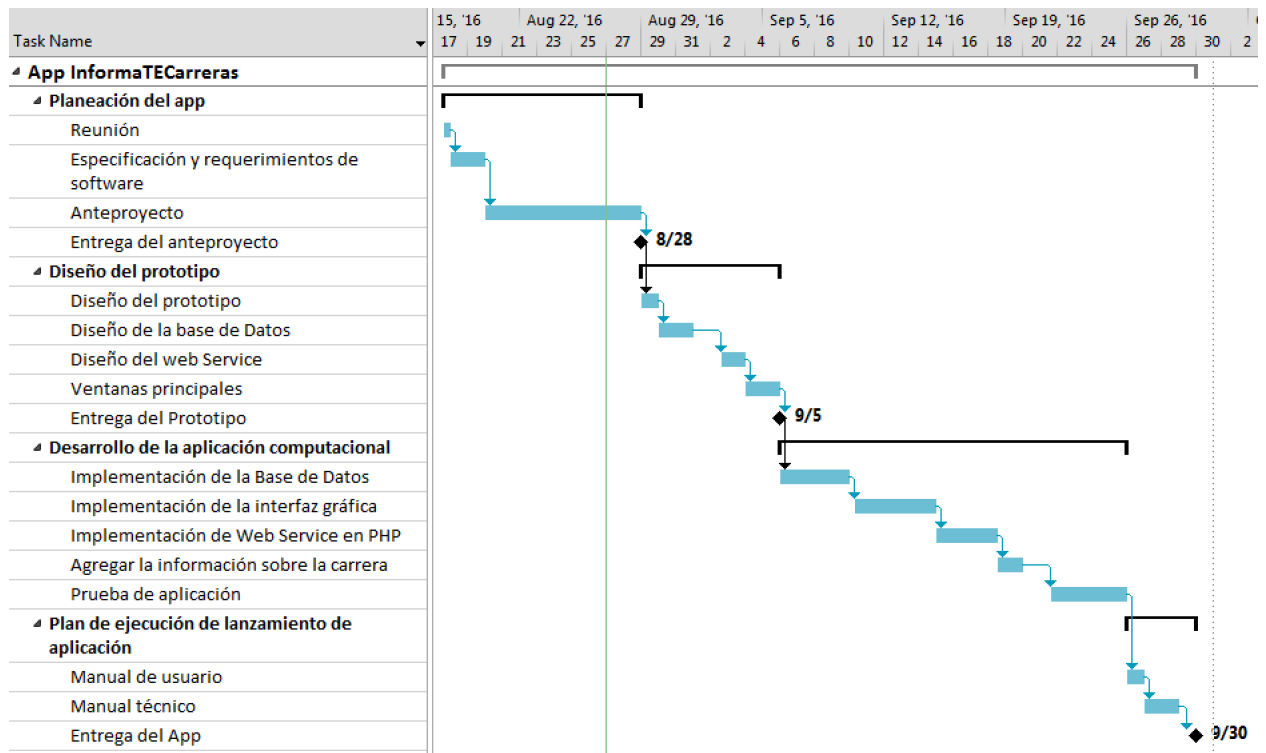 15, '16 Aug 22, '16 Aug 29, '16 Sep 5, '16 Sep 12, '16 Sep 19, '16 Sep 26, '16
Task Name 17 19 21 23 25 27 29 31 2 4 6 8 10 12 14 16 18 20 22 24 26 28 30 2
App InformaTECarreras
Planeación del app
Reunión
Especificación y requerimientos de
software
Anteproyecto
Entrega del anteproyecto 8/28
Diseño del prototipo
Diseño del prototipo
Diseño de la base de Datos
Diseño del web Service
Ventanas principales
Entrega del Prototipo 9/5
Desarrollo de la aplicación computacional
Implementación de la Base de Datos
Implementación de la interfaz gráfica
Implementación de Web Service en PHP
Agregar la información sobre la carrera
Prueba de aplicación
Plan de ejecución de lanzamiento de
aplicación
Manual de usuario
Manual técnico
Entrega del App 9/30